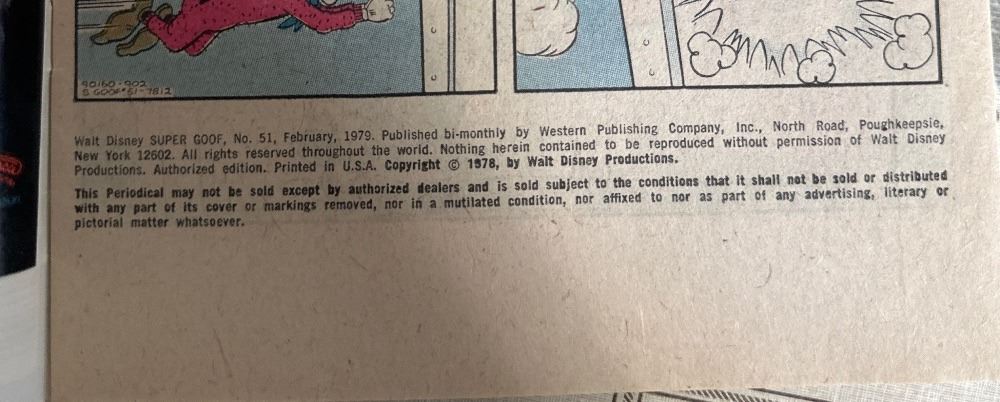 90160-902
S GOOF #51-7812
Walt Disney SUPER GOOF, No. 51, February, 1979. Published bi-monthly by Western Publishing Company, Inc., North Road, Poughkeepsie,
New York 12602. All rights reserved throughout the world. Nothing herein contained to be reproduced without permission of Walt Disney
Productions. Authorized edition. Printed in U.S.A. Copyright © 1978, by Walt Disney Productions.
This Periodical may not be sold except by authorized dealers and is sold subject to the conditions that it shall not be sold or distributed
with any part of its cover or markings removed, nor in a mutilated condition, nor affixed to nor as part of any advertising, literary or
pictorial matter whatsoever.